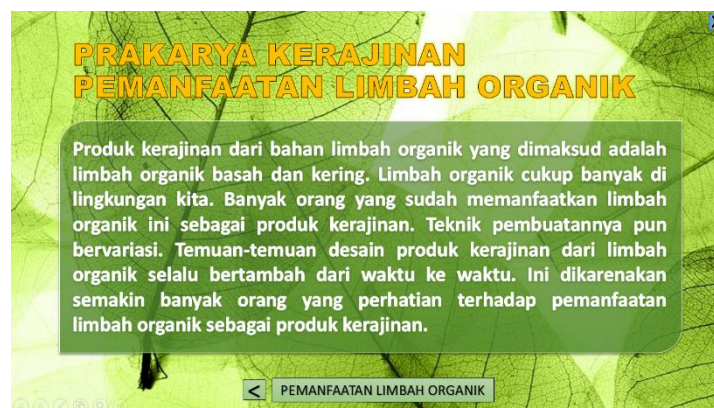 PRAKARYA KERAJINAN
PEMANFAATAN LIMBAH ORGANIK
Produk kerajinan dari bahan limbah organik yang dimaksud adalah
limbah organik basah dan kering. Limbah organik cukup banyak di
lingkungan kita. Banyak orang yang sudah memanfaatkan limbah
organik ini sebagai produk kerajinan. Teknik pembuatannya pun
bervariasi. Temuan-temuan desain produk kerajinan dari limbah
organik selalu bertambah dari waktu ke waktu. Ini dikarenakan
semakin banyak orang yang perhatian terhadap pemanfaatan
limbah organik sebagai produk kerajinan.
< PEMANFAATAN LIMBAH ORGANIK